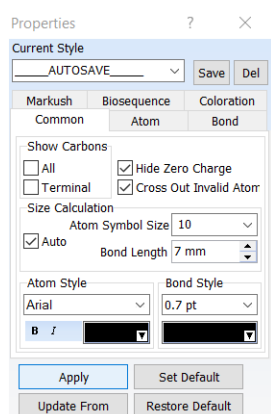 Properties ? ×
Current Style
_____AUTOSAVE_____ Save Del
Markush Biosequence Coloration
Common Atom Bond
Show Carbons
All Hide Zero Charge
Terminal Cross Out Invalid Atom
Size Calculation
Atom Symbol Size 10
Auto
Bond Length 7 mm
Atom Style Bond Style
Arial 0.7 pt
B I
Apply Set Default
Update From Restore Default